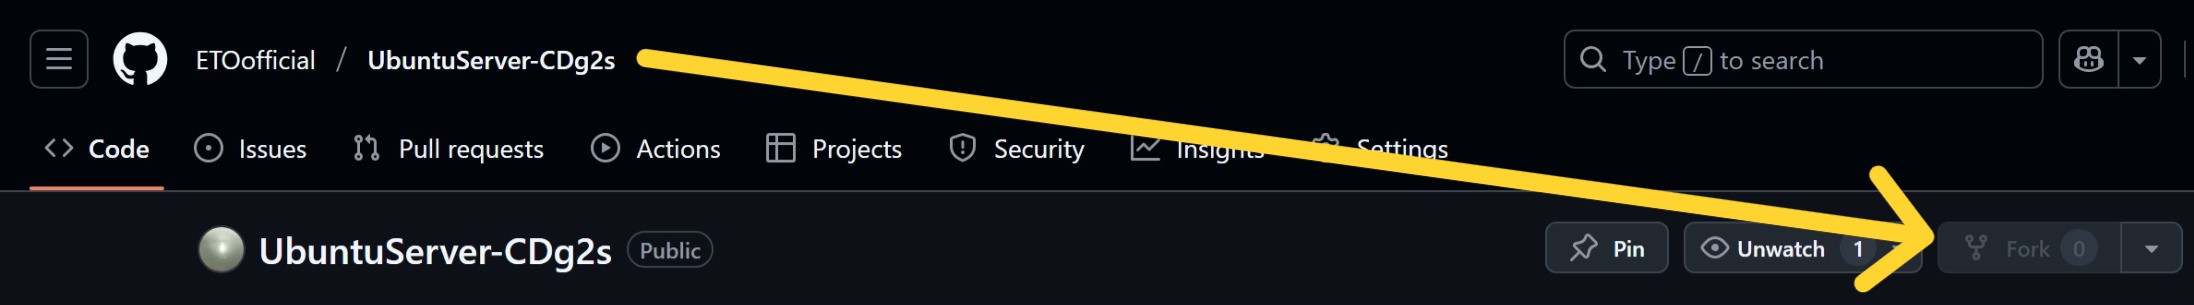 ETOofficial / UbuntuServer-CDg2s
Type / to search
Code Issues Pull requests Actions Projects Security Insights Settings
UbuntuServer-CDg2s Public
Pin Unwatch 1 Fork 0